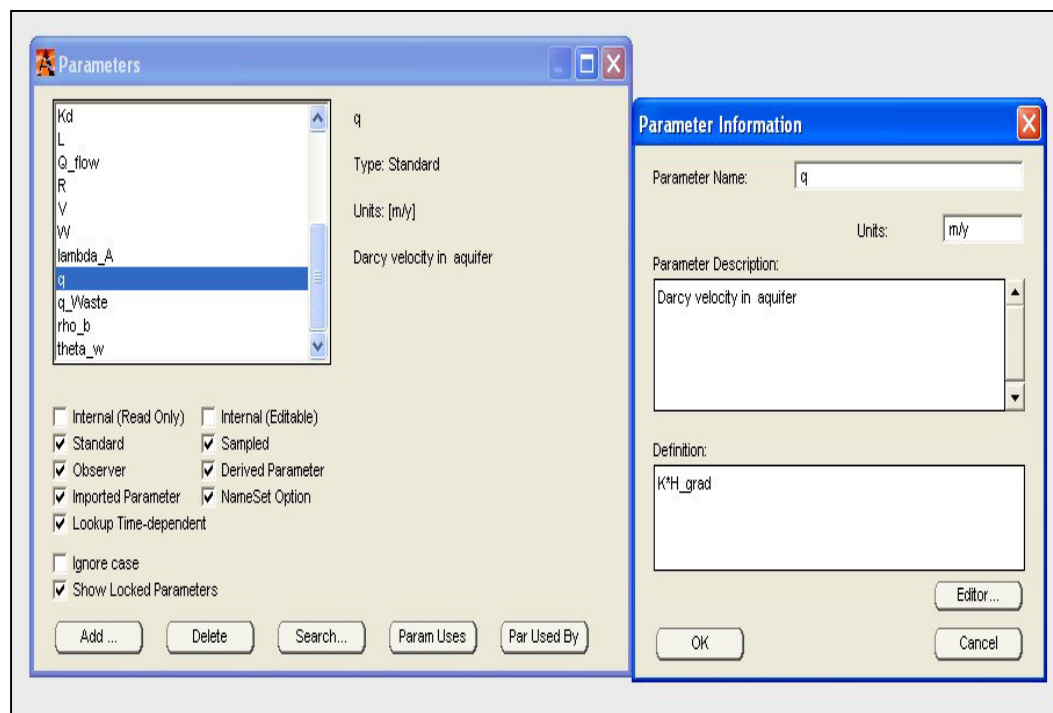 Parameters
Kd
L
Q_flow
R
V
W
lambda_A
q
q_Waste
rho_b
theta_w
q
Type: Standard
Units: [m/y]
Darcy velocity in aquifer
Internal (Read Only) Internal (Editable)
Standard Sampled
Observer Derived Parameter
Imported Parameter NameSet Option
Lookup Time-dependent
Ignore case
Show Locked Parameters
Add ... Delete Search... Param Uses Par Used By
Parameter Information
Parameter Name: q
Units: m/y
Parameter Description:
Darcy velocity in aquifer
Definition:
K*H_grad
Editor...
OK Cancel